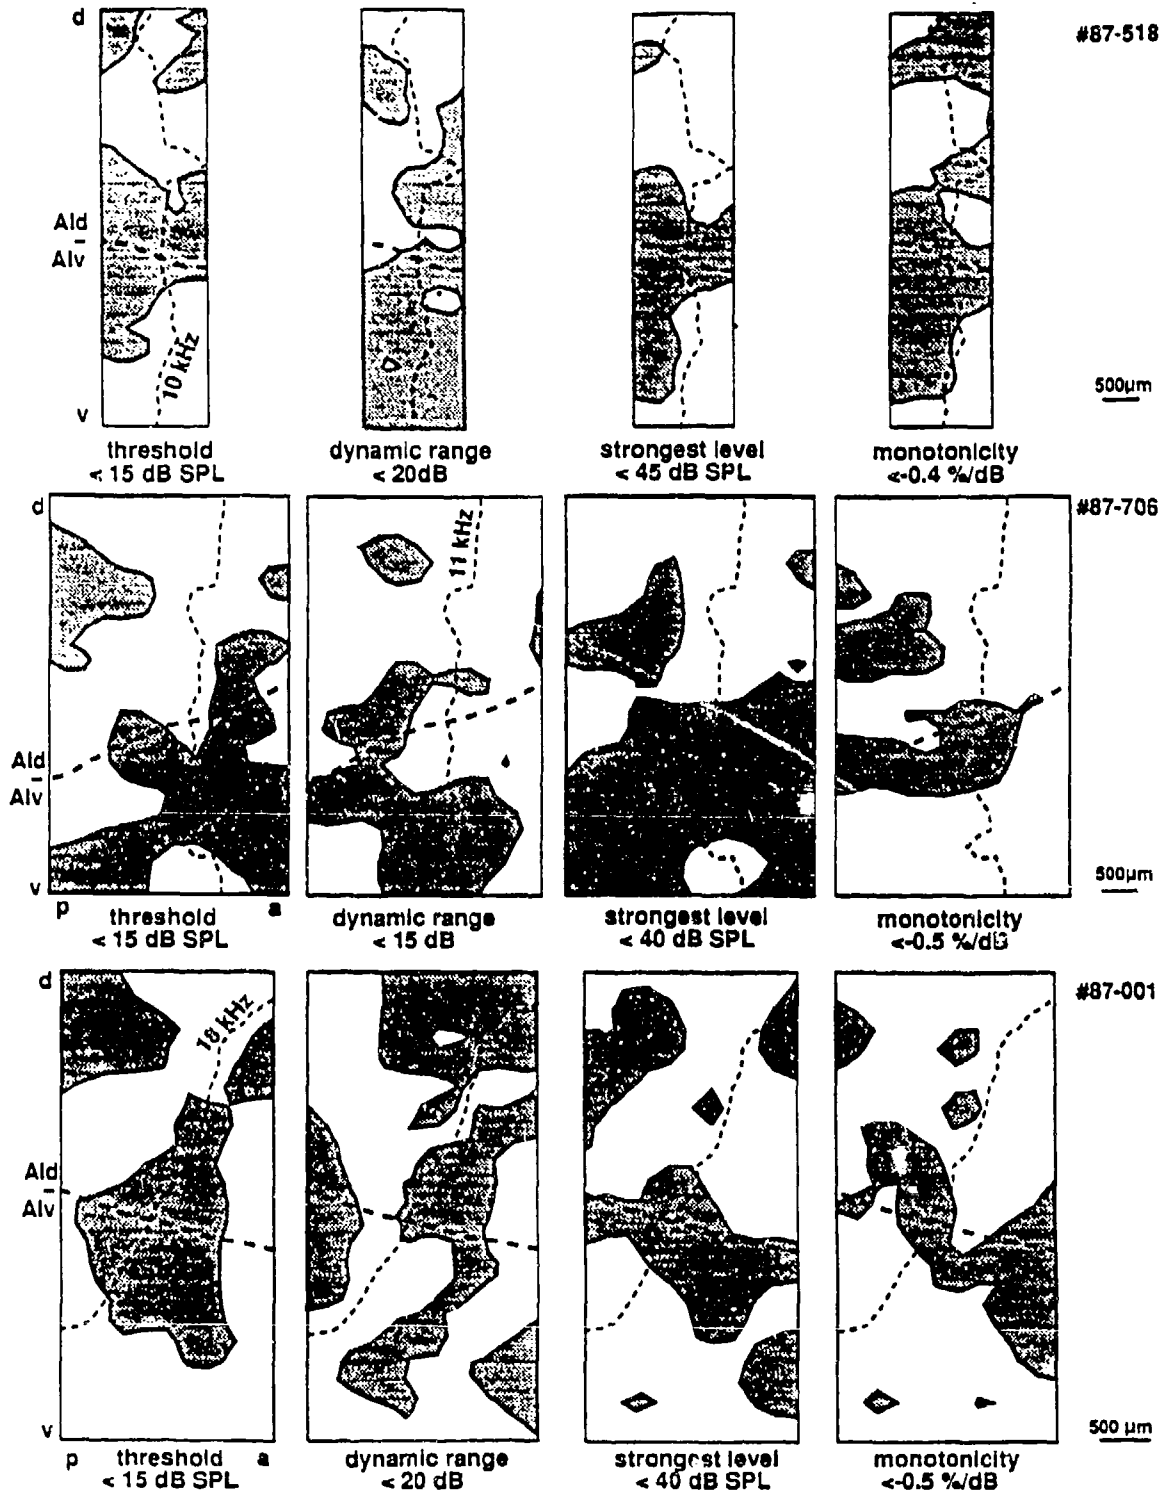 d
#87-518
AId
AIv
10 kHz
v
500µm
threshold
< 15 dB SPL
dynamic range
< 20dB
strongest level
< 45 dB SPL
monotonicity
<-0.4 %/dB
d
#87-706
11 kHz
AId
AIv
v
500µm
p
a
threshold
< 15 dB SPL
dynamic range
< 15 dB
strongest level
< 40 dB SPL
monotonicity
<-0.5 %/dB
d
#87-001
18 kHz
AId
AIv
v
500 µm
p
a
threshold
< 15 dB SPL
dynamic range
< 20 dB
strongest level
< 40 dB SPL
monotonicity
<-0.5 %/dB